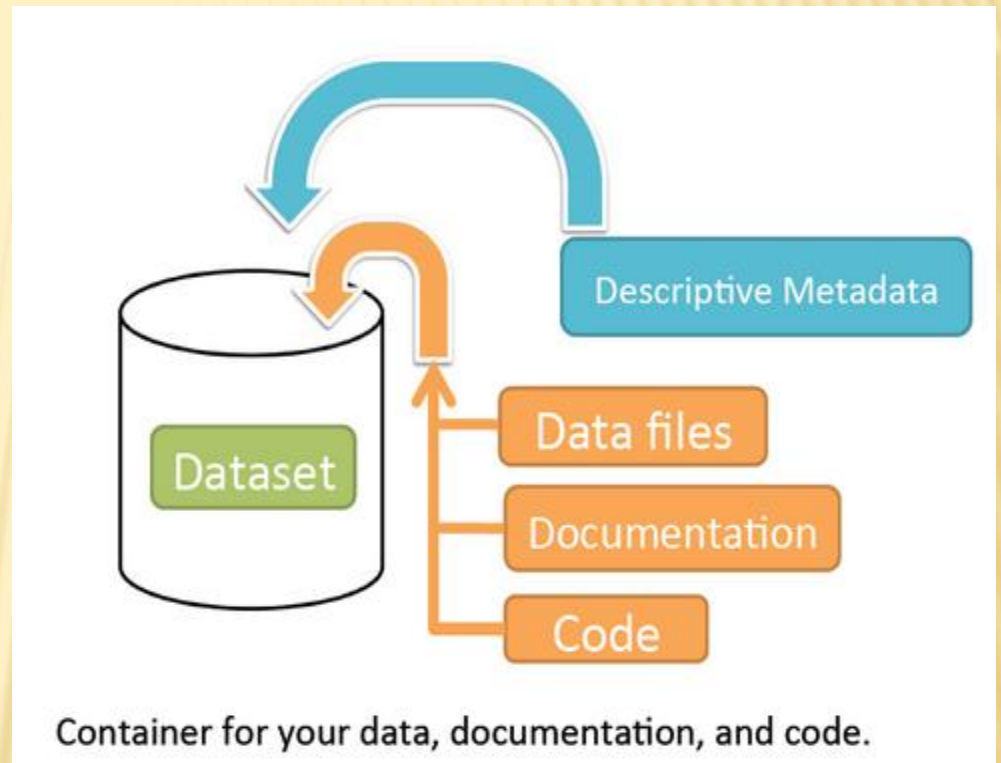 Descriptive Metadata
Dataset
Data files
Documentation
Code
Container for your data, documentation, and code.